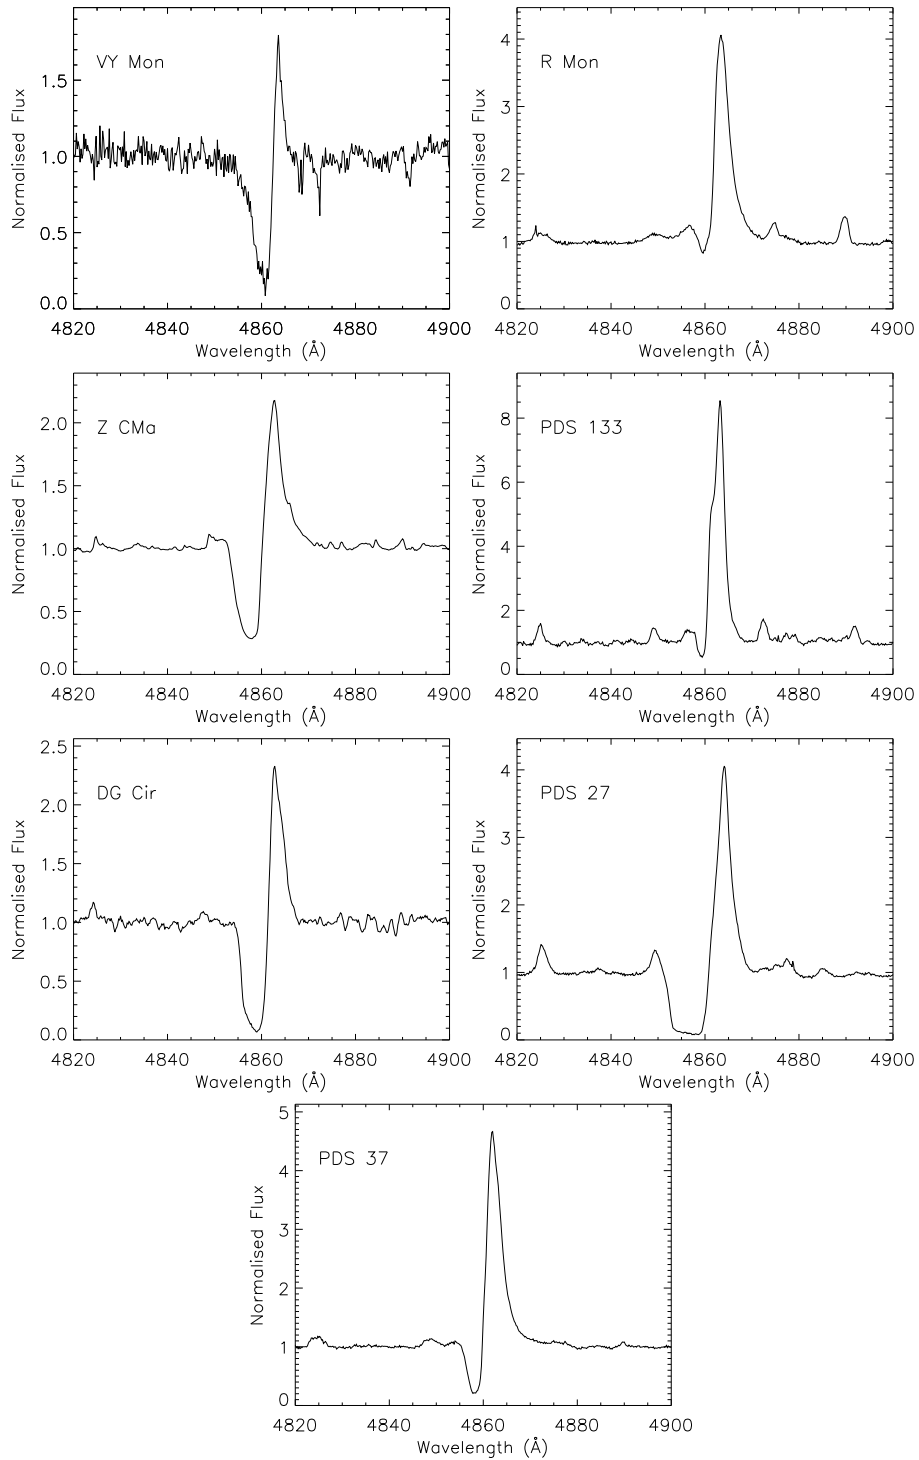 VY Mon
Normalised Flux
1.5
1.0
0.5
0.0
4820 4840 4860 4880 4900
Wavelength (Å)
R Mon
Normalised Flux
4
3
2
1
0
4820 4840 4860 4880 4900
Wavelength (Å)
Z CMa
Normalised Flux
2.0
1.5
1.0
0.5
0.0
4820 4840 4860 4880 4900
Wavelength (Å)
PDS 133
Normalised Flux
8
6
4
2
0
4820 4840 4860 4880 4900
Wavelength (Å)
DG Cir
Normalised Flux
2.5
2.0
1.5
1.0
0.5
0.0
4820 4840 4860 4880 4900
Wavelength (Å)
PDS 27
Normalised Flux
4
3
2
1
0
4820 4840 4860 4880 4900
Wavelength (Å)
PDS 37
Normalised Flux
5
4
3
2
1
0
4820 4840 4860 4880 4900
Wavelength (Å)